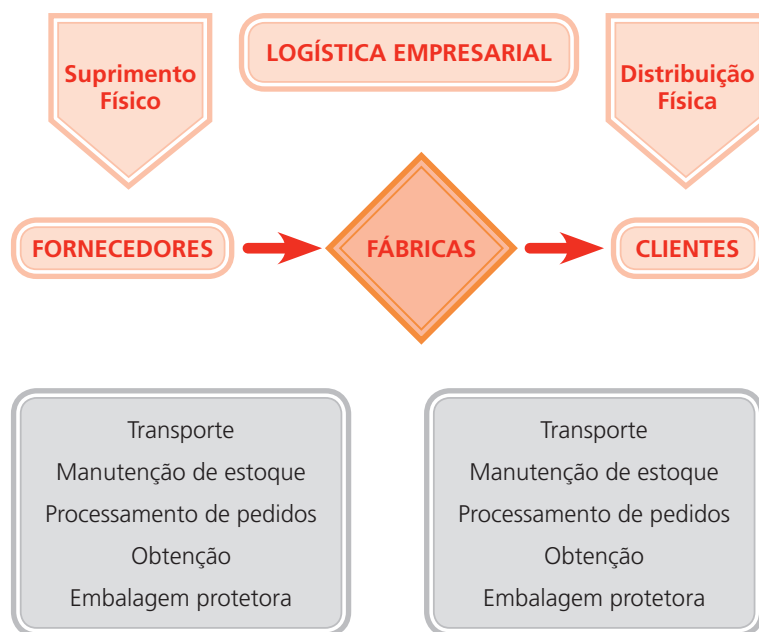 Suprimento
Físico
LOGÍSTICA EMPRESARIAL
Distribuição
Física
FORNECEDORES
FÁBRICAS
CLIENTES
Transporte
Manutenção de estoque
Processamento de pedidos
Obtenção
Embalagem protetora
Transporte
Manutenção de estoque
Processamento de pedidos
Obtenção
Embalagem protetora